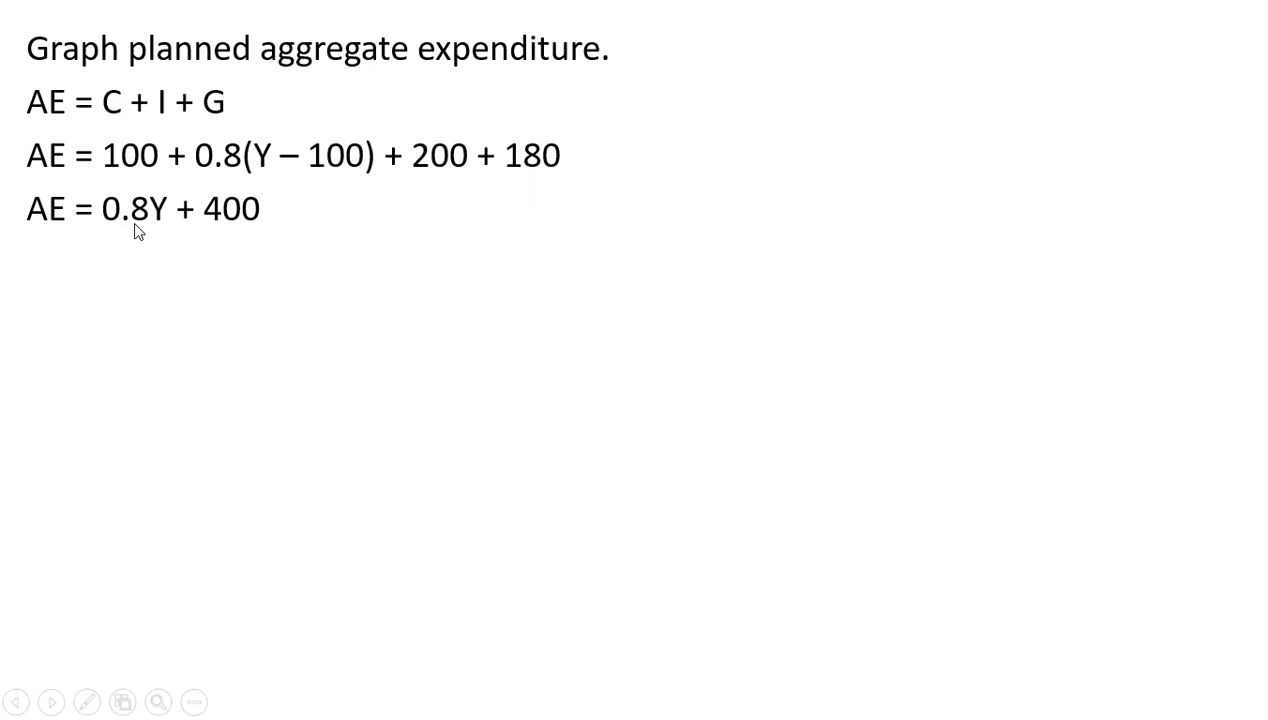 Graph planned aggregate expenditure.
AE = C + I + G
AE = 100 + 0.8(Y – 100) + 200 + 180
AE = 0.8Y + 400